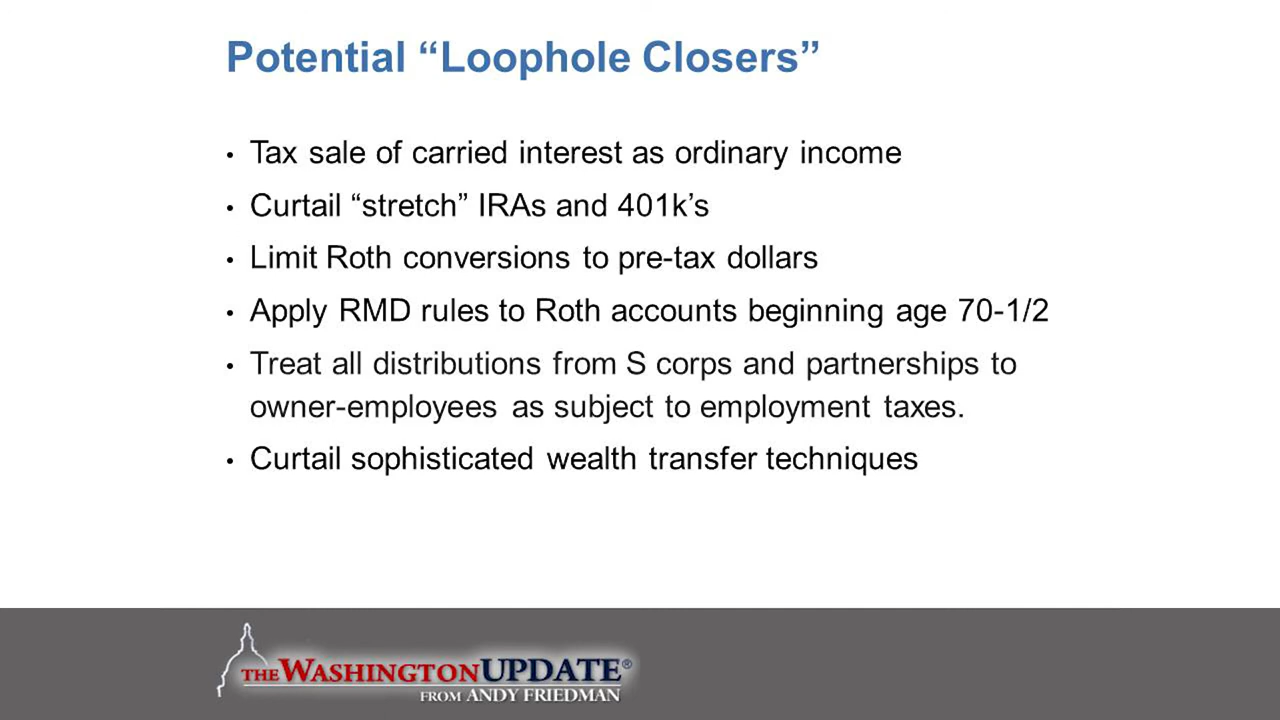 Potential “Loophole Closers”
• Tax sale of carried interest as ordinary income
• Curtail “stretch” IRAs and 401k’s
• Limit Roth conversions to pre-tax dollars
• Apply RMD rules to Roth accounts beginning age 70-1/2
• Treat all distributions from S corps and partnerships to
owner-employees as subject to employment taxes.
• Curtail sophisticated wealth transfer techniques
THE WASHINGTON UPDATE®
FROM ANDY FRIEDMAN